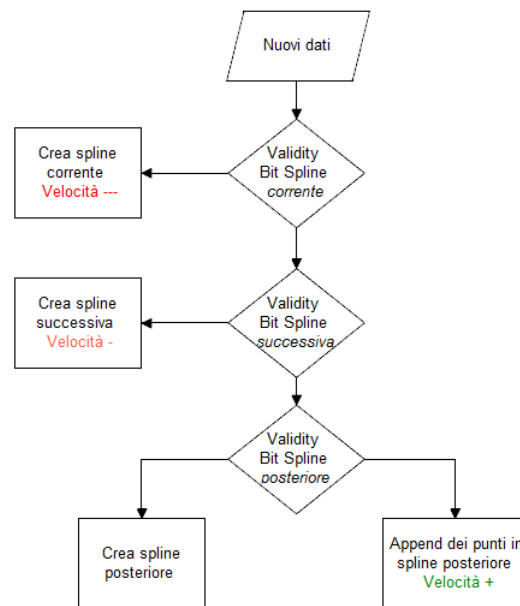 Nuovi dati
Validity
Bit Spline
corrente
Crea spline
corrente
Velocità ---
Validity
Bit Spline
successiva
Crea spline
successiva
Velocità -
Validity
Bit Spline
posteriore
Crea spline
posteriore
Append dei punti in
spline posteriore
Velocità +